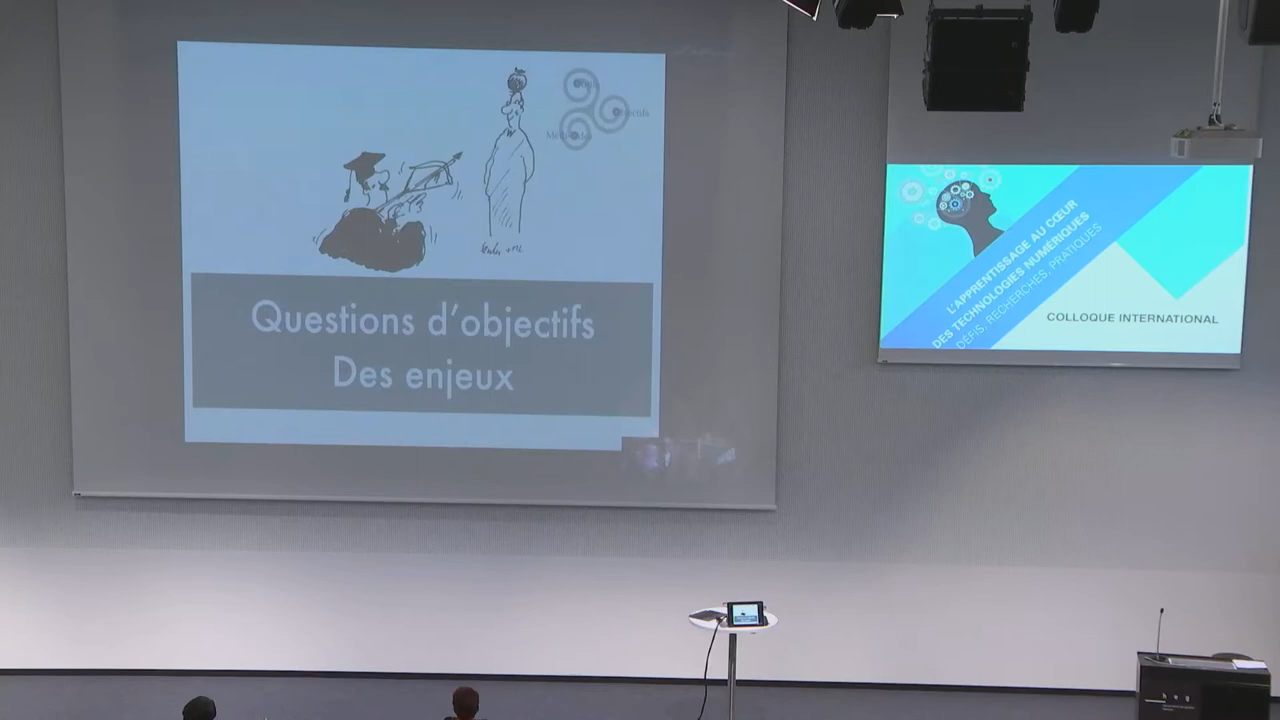 Questions d'objectifs
Des enjeux
L'APPRENTISSAGE AU CŒUR
DES TECHNOLOGIES NUMÉRIQUES
DÉFIS, RECHERCHES, PRATIQUES
COLLOQUE INTERNATIONAL